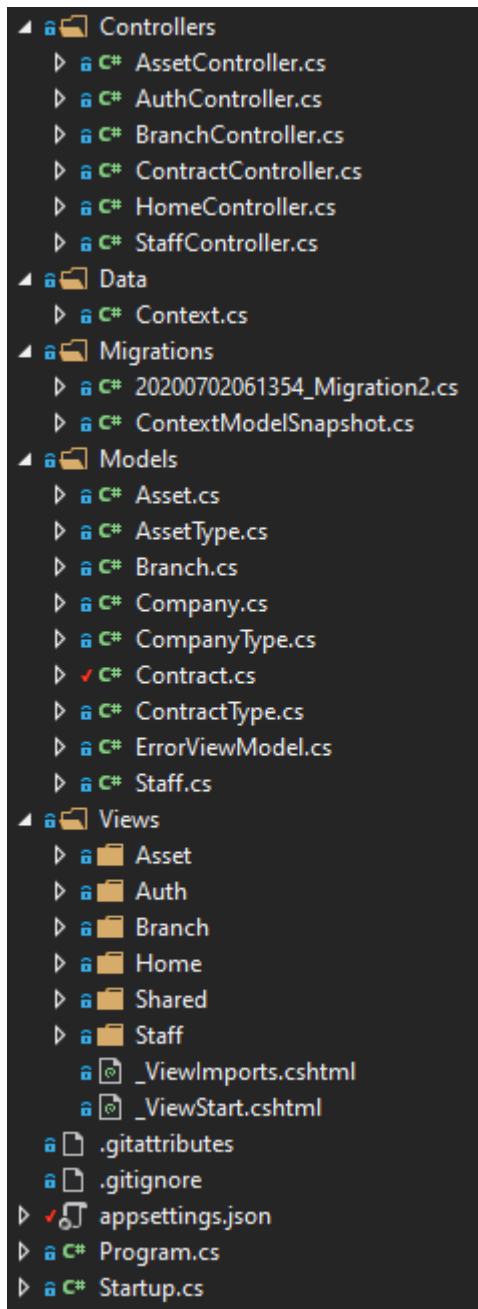 Controllers
C# AssetController.cs
C# AuthController.cs
C# BranchController.cs
C# ContractController.cs
C# HomeController.cs
C# StaffController.cs
Data
C# Context.cs
Migrations
C# 20200702061354_Migration2.cs
C# ContextModelSnapshot.cs
Models
C# Asset.cs
C# AssetType.cs
C# Branch.cs
C# Company.cs
C# CompanyType.cs
C# Contract.cs
C# ContractType.cs
C# ErrorViewModel.cs
C# Staff.cs
Views
Asset
Auth
Branch
Home
Shared
Staff
_ViewImports.cshtml
_ViewStart.cshtml
.gitattributes
.gitignore
appsettings.json
C# Program.cs
C# Startup.cs